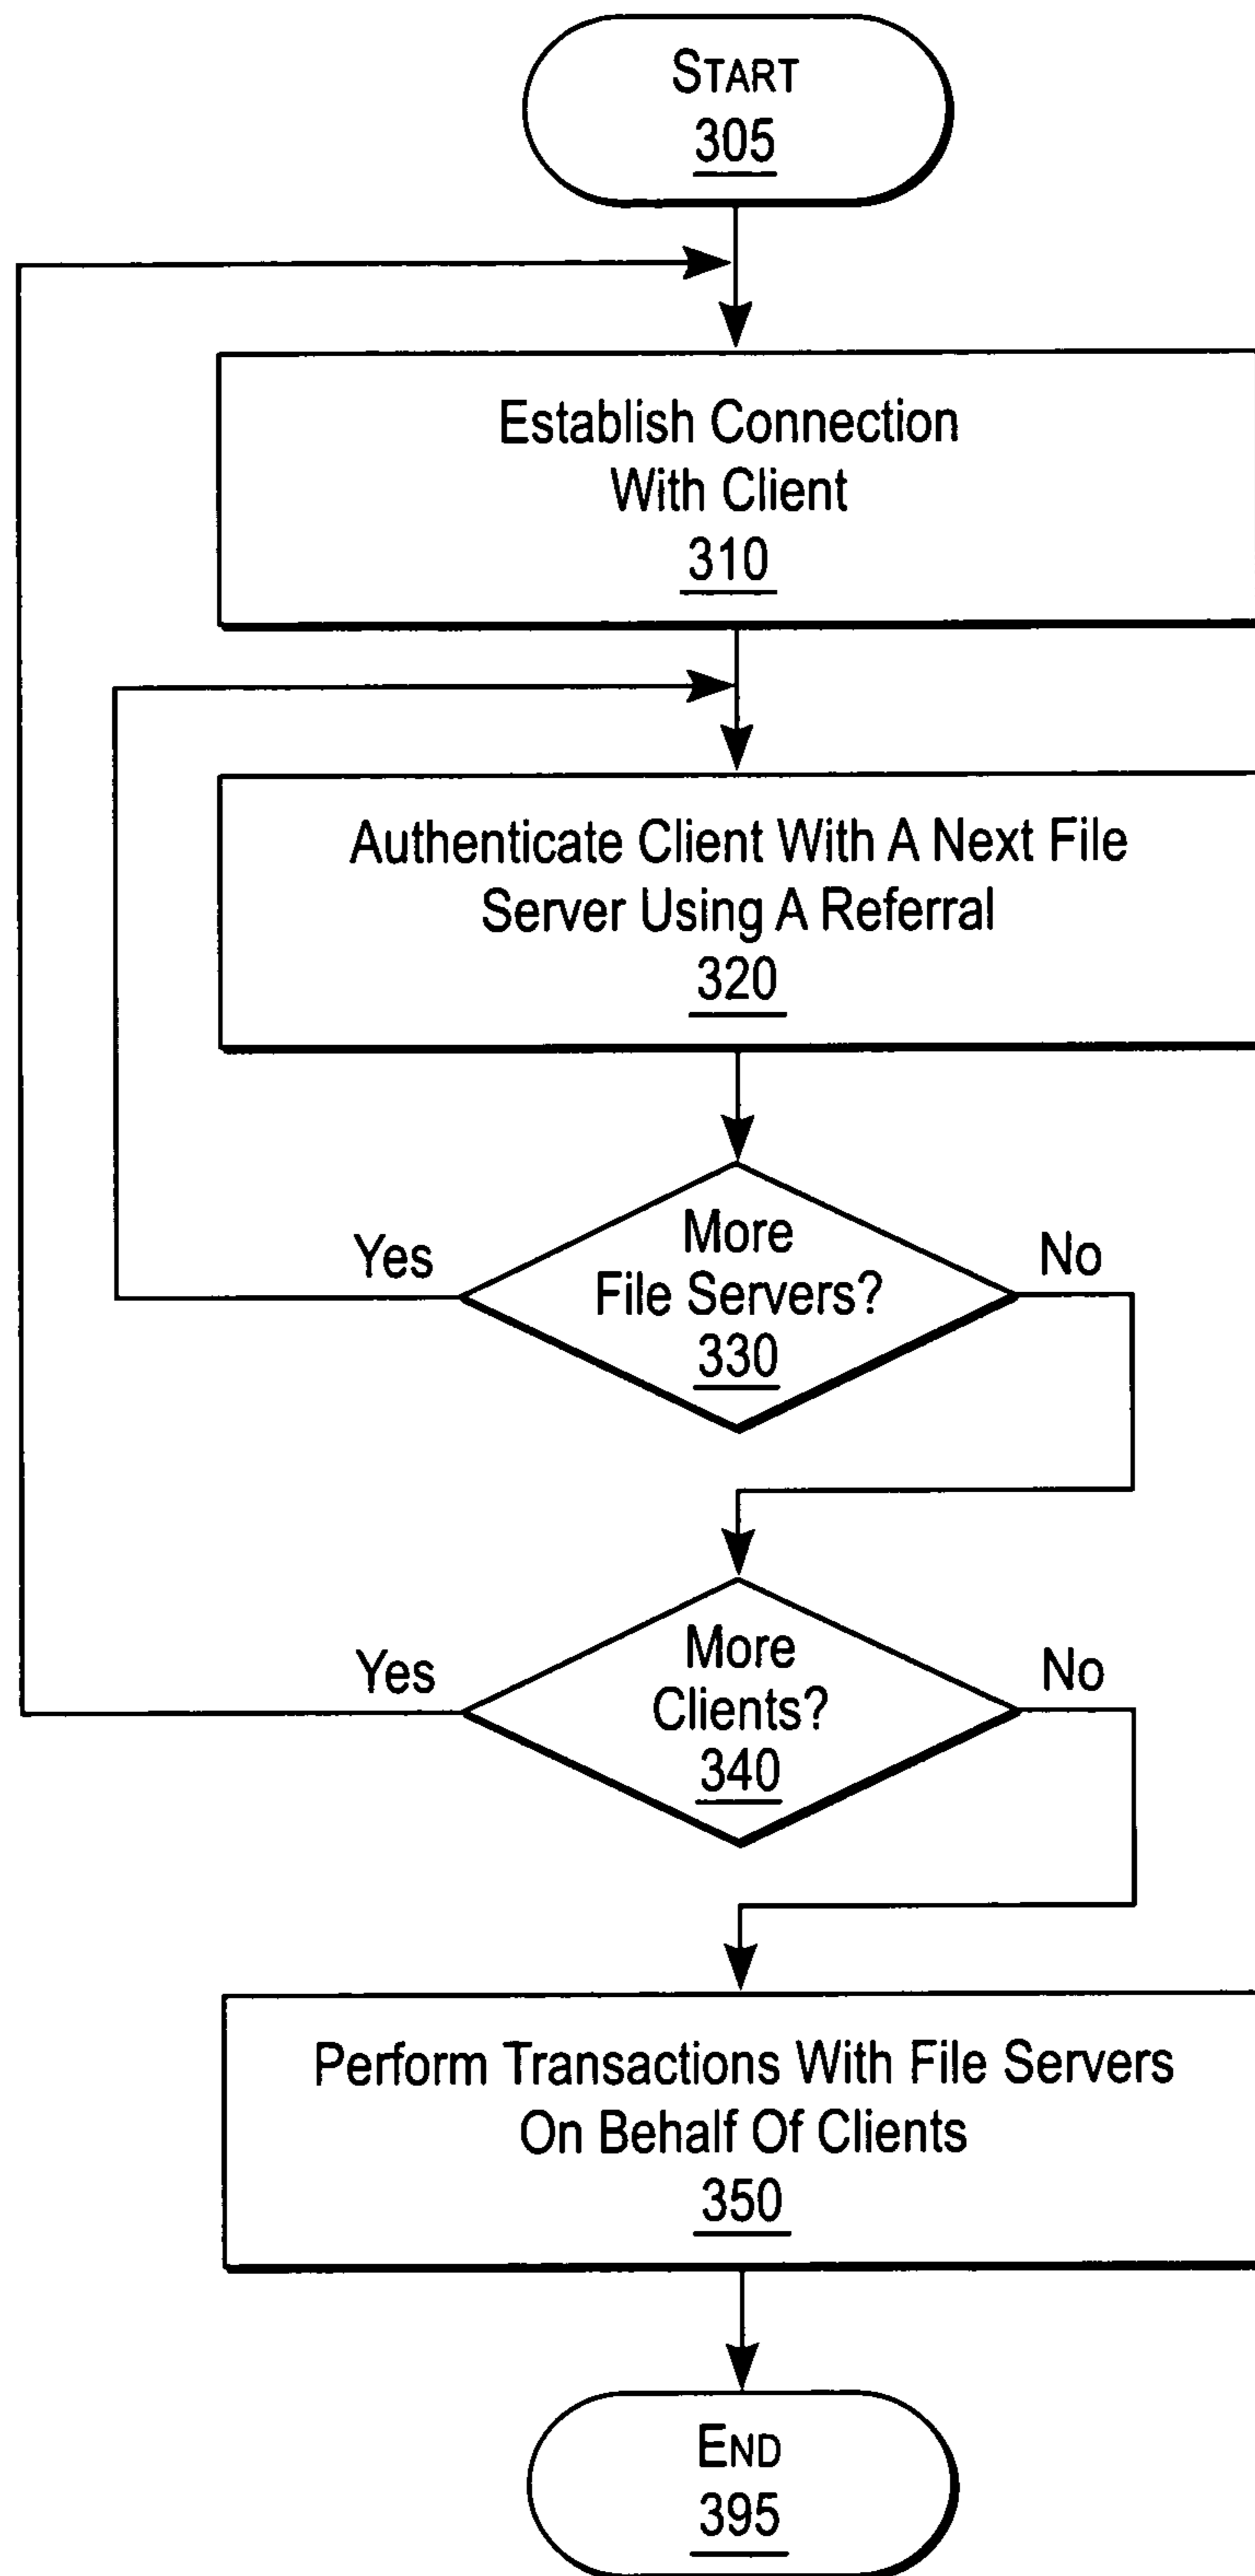 START
305
Establish Connection
With Client
310
Authenticate Client With A Next File
Server Using A Referral
320
More
File Servers?
330
Yes
No
More
Clients?
340
Yes
No
Perform Transactions With File Servers
On Behalf Of Clients
350
END
395